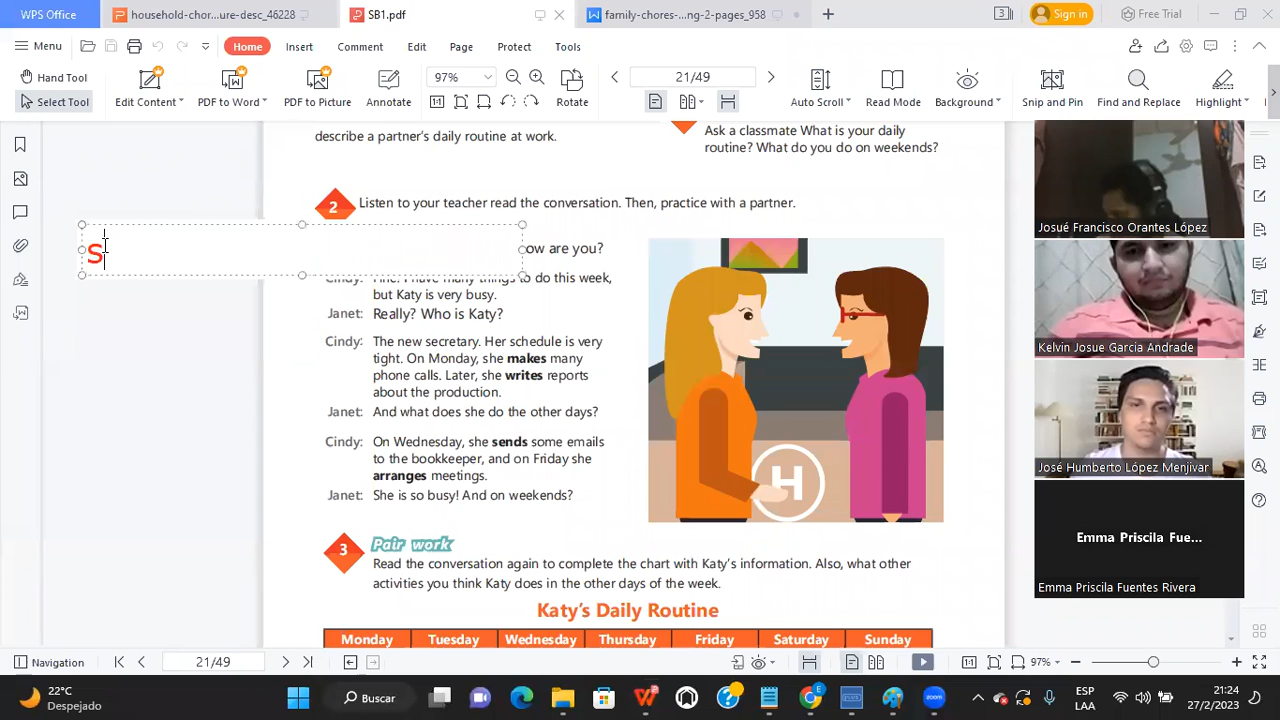 WPS Office
household-chor...ure-desc_46228
SB1.pdf
family-chores-...ng-2-pages_958
3
Sign in
Free Trial
Menu
Home
Insert
Comment
Edit
Page
Protect
Tools
Hand Tool
Select Tool
Edit Content
PDF to Word
PDF to Picture
Annotate
97%
Rotate
21/49
Auto Scroll
Read Mode
Background
Snip and Pin
Find and Replace
Highlight
describe a partner's daily routine at work.
Ask a classmate What is your daily
routine? What do you do on weekends?
2
Listen to your teacher read the conversation. Then, practice with a partner.
S
ow are you?
Cindy: Fine! I have many things to do this week,
but Katy is very busy.
Janet: Really? Who is Katy?
Cindy: The new secretary. Her schedule is very
tight. On Monday, she makes many
phone calls. Later, she writes reports
about the production.
Janet: And what does she do the other days?
Cindy: On Wednesday, she sends some emails
to the bookkeeper, and on Friday she
arranges meetings.
Janet: She is so busy! And on weekends?
H
3
Pair work
Read the conversation again to complete the chart with Katy's information. Also, what other
activities you think Katy does in the other days of the week.
Katy's Daily Routine
Monday Tuesday Wednesday Thursday Friday Saturday Sunday
Josué Francisco Orantes López
Kelvin Josue Garcia Andrade
José Humberto López Menjivar
Emma Priscila Fue...
Emma Priscila Fuentes Rivera
Navigation
21/49
97%
22°C
Despejado
Buscar
ESP
LAA
21:24
27/2/2023